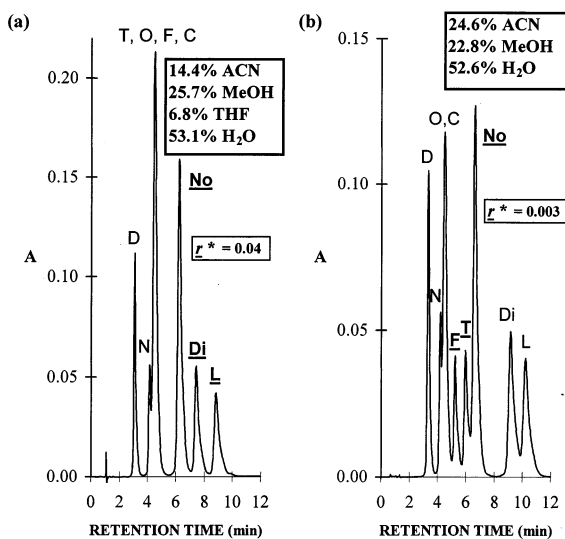 (a)
T, O, F, C
14.4% ACN
25.7% MeOH
6.8% THF
53.1% H₂O
No
D
r * = 0.04
A
N
Di
L
0.20
0.15
0.10
0.05
0.00
0 2 4 6 8 10 12
RETENTION TIME (min)
(b)
24.6% ACN
22.8% MeOH
52.6% H₂O
O,C
No
D
r * = 0.003
A
N
F
T
Di
L
0.15
0.10
0.05
0.00
0 2 4 6 8 10 12
RETENTION TIME (min)